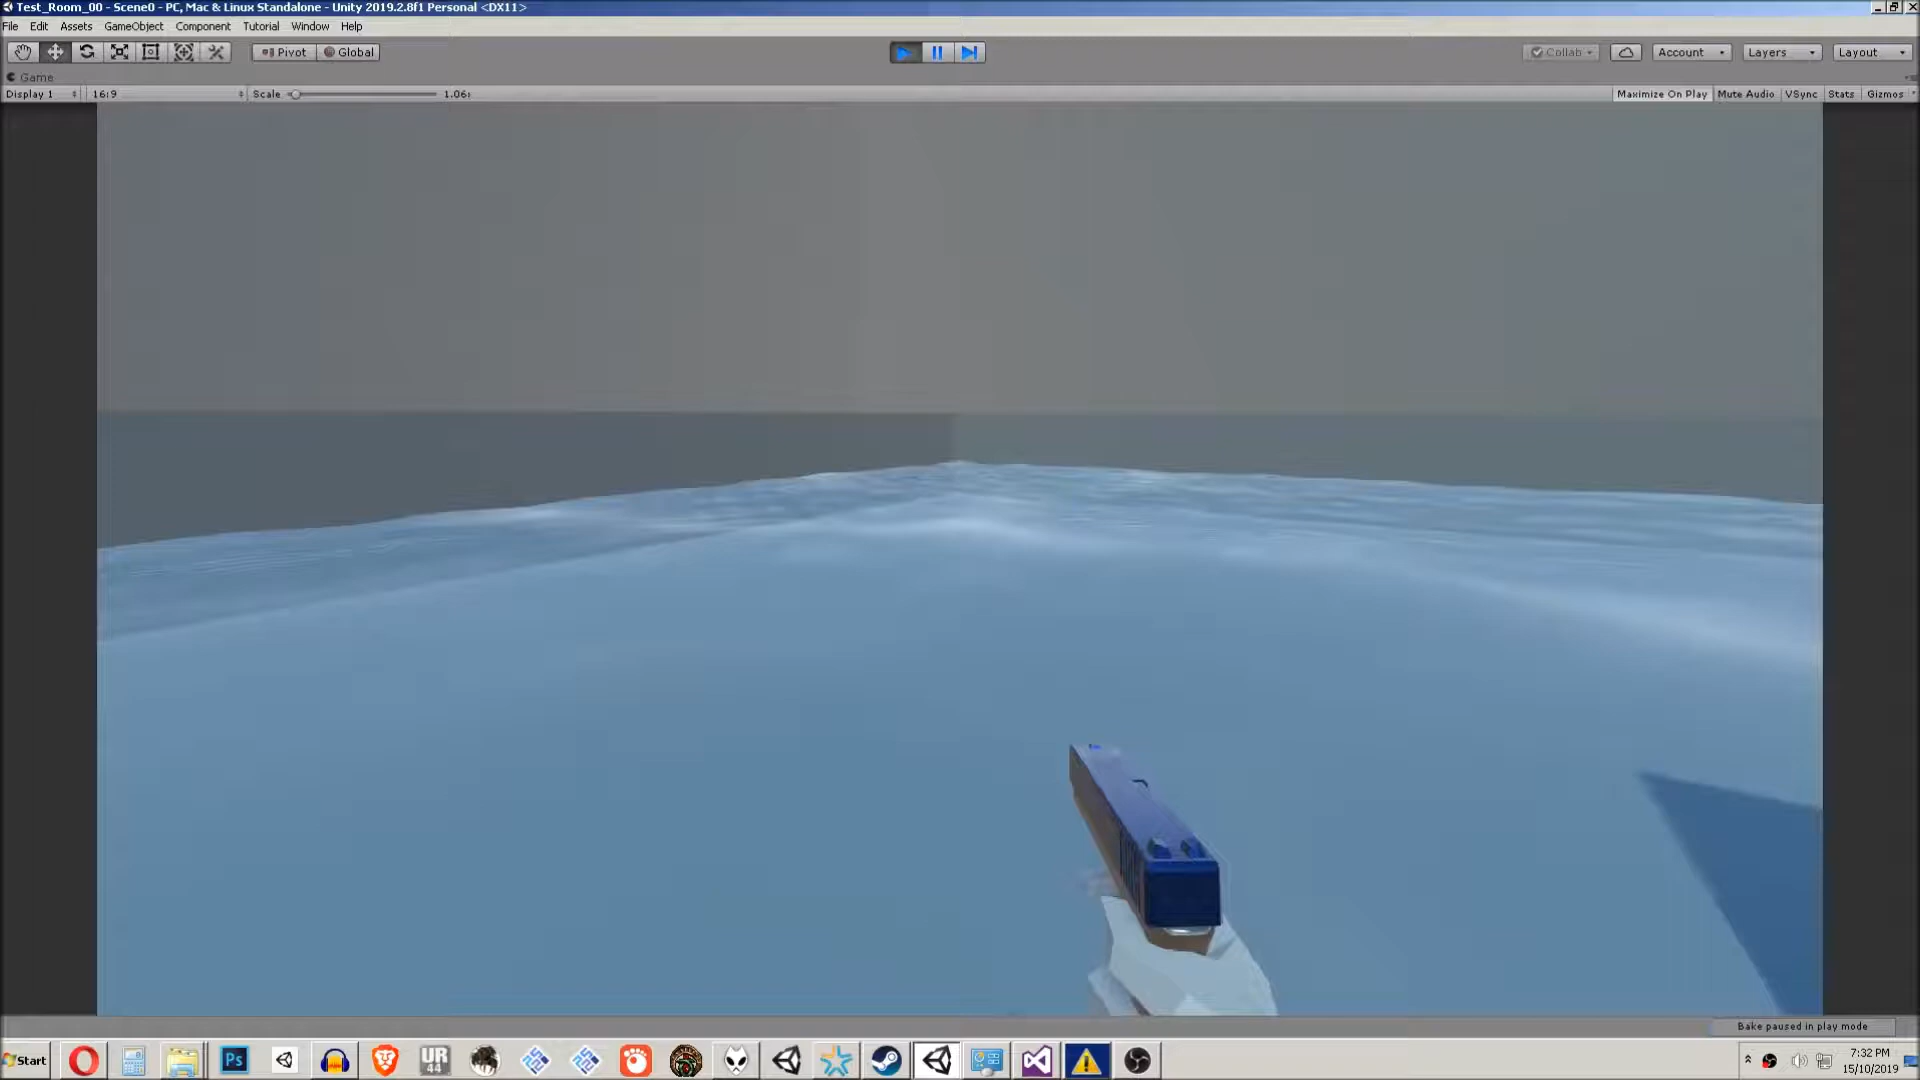 Test_Room_00 - Scene0 - PC, Mac & Linux Standalone - Unity 2019.2.8f1 Personal <DX11>
File Edit Assets GameObject Component Tutorial Window Help
Pivot Global Collab Account Layers Layout
Game
Display 1 16:9 Scale 1.06x Maximize On Play Mute Audio VSync Stats Gizmos
Bake paused in play mode
Start Ps UR 44 7:32 PM
15/10/2019